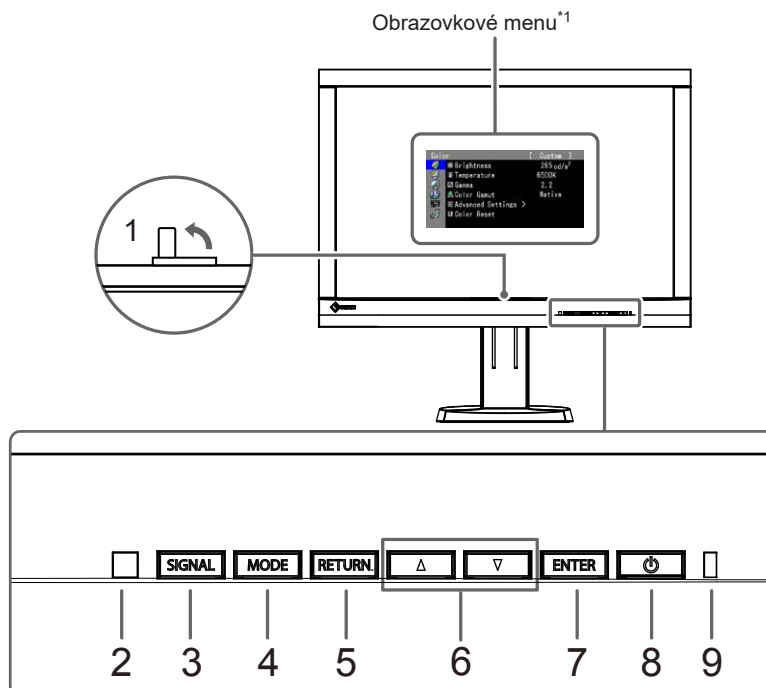 Obrazovkové menu*1
Color [ Custom ]
Brightness 265 cd/m²
Temperature 6500K
Gamma 2.2
Color Gamut Native
Advanced Settings >
Color Reset
1
EIZO
SIGNAL MODE RETURN △ ▽ ENTER
2 3 4 5 6 7 8 9